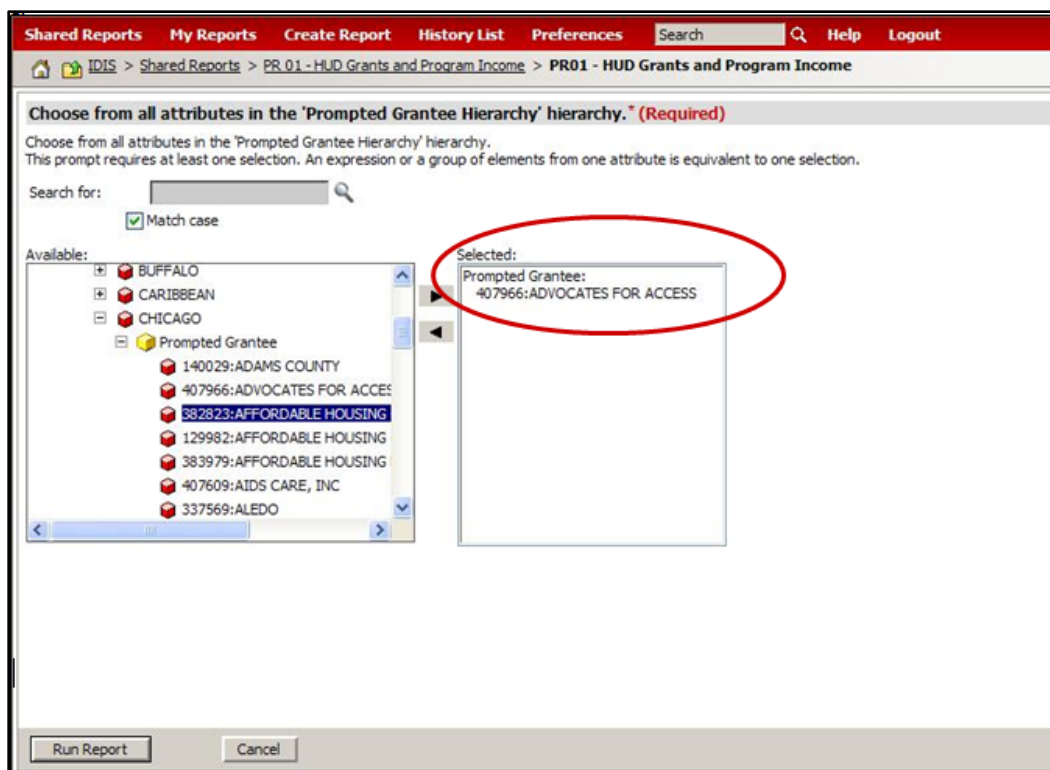 Shared Reports My Reports Create Report History List Preferences Search Help Logout
IDIS > Shared Reports > PR 01 - HUD Grants and Program Income > PR01 - HUD Grants and Program Income
Choose from all attributes in the 'Prompted Grantee Hierarchy' hierarchy.* (Required)
Choose from all attributes in the 'Prompted Grantee Hierarchy' hierarchy.
This prompt requires at least one selection. An expression or a group of elements from one attribute is equivalent to one selection.
Search for:
Match case
Available:
BUFFALO
CARIBBEAN
CHICAGO
Prompted Grantee
140029:ADAMS COUNTY
407966:ADVOCATES FOR ACCES
382823:AFFORDABLE HOUSING
129982:AFFORDABLE HOUSING
383979:AFFORDABLE HOUSING
407609:AIDS CARE, INC
337569:ALEDO
Selected:
Prompted Grantee:
407966:ADVOCATES FOR ACCESS
Run Report Cancel